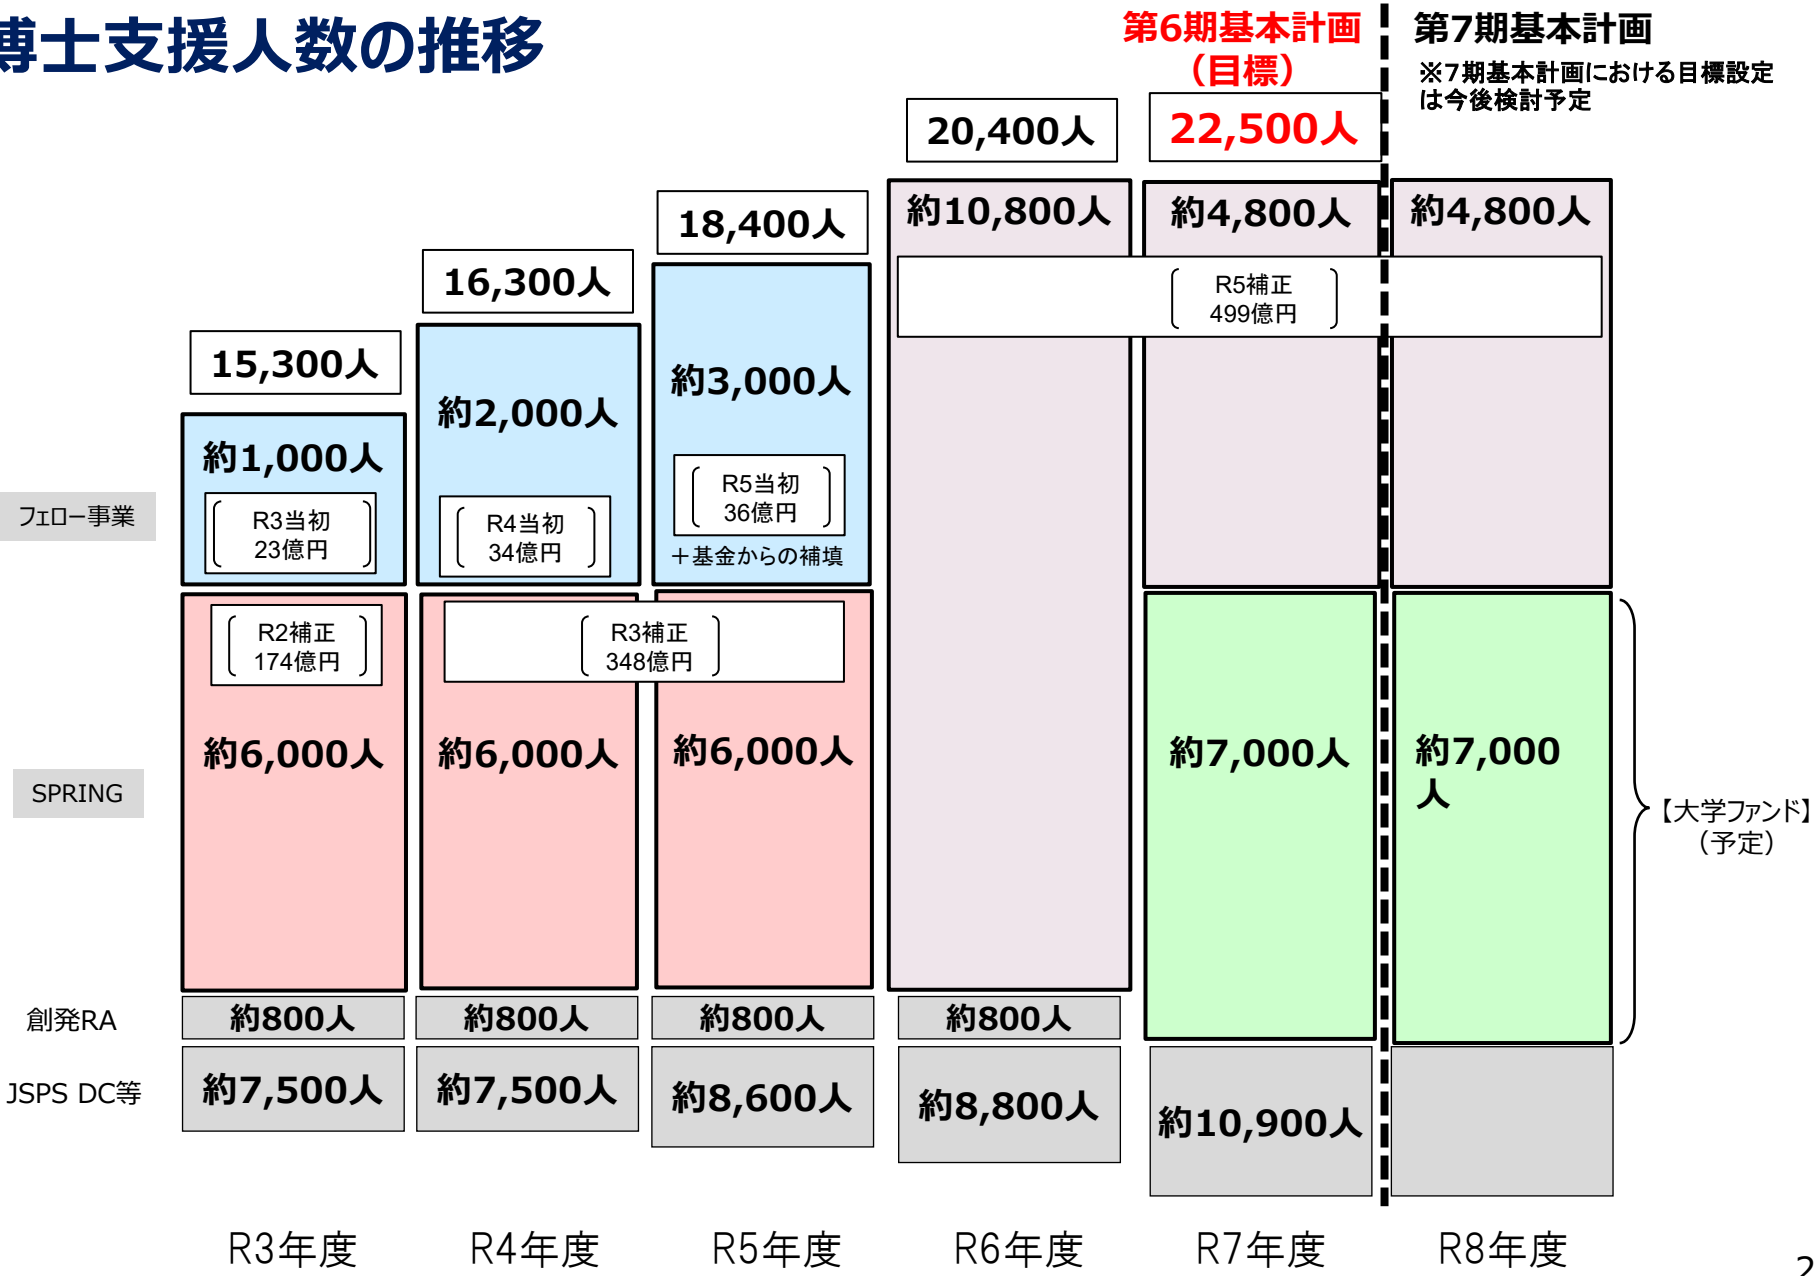 博士支援人数の推移
第6期基本計画
（目標）
第7期基本計画
※7期基本計画における目標設定
は今後検討予定
15,300人
16,300人
18,400人
20,400人
22,500人
フェロー事業
約1,000人
R3当初
23億円
約2,000人
R4当初
34億円
約3,000人
R5当初
36億円
＋基金からの補填
約10,800人
約4,800人
約4,800人
R5補正
499億円
SPRING
R2補正
174億円
R3補正
348億円
約6,000人
約6,000人
約6,000人
約7,000人
約7,000
人
【大学ファンド】
（予定）
創発RA
約800人
約800人
約800人
約800人
JSPS DC等
約7,500人
約7,500人
約8,600人
約8,800人
約10,900人
R3年度
R4年度
R5年度
R6年度
R7年度
R8年度
2